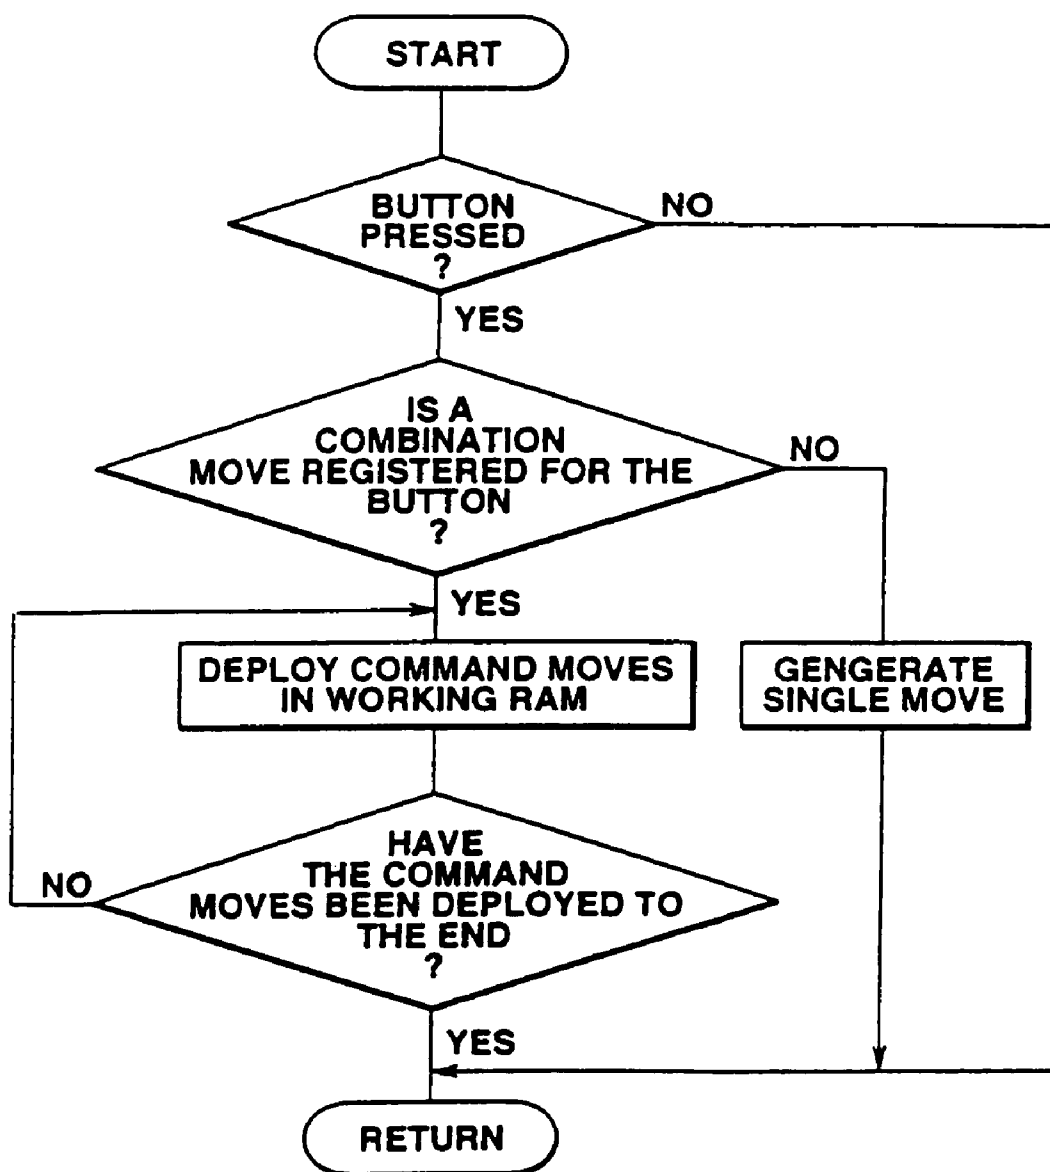 START
BUTTON
PRESSED
?
NO
YES
IS A
COMBINATION
MOVE REGISTERED FOR THE
BUTTON
?
NO
YES
DEPLOY COMMAND MOVES
IN WORKING RAM
GENGERATE
SINGLE MOVE
HAVE
THE COMMAND
MOVES BEEN DEPLOYED TO
THE END
?
NO
YES
RETURN